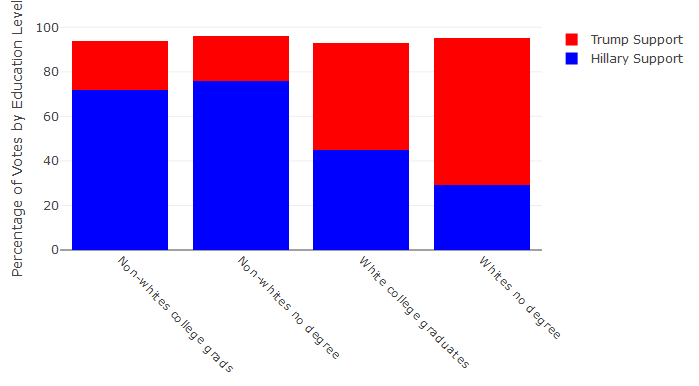 Percentage of Votes by Education Level
100
80
60
40
20
0
Non-whites college grads
Non-whites no degree
White college graduates
Whites no degree
Trump Support
Hillary Support